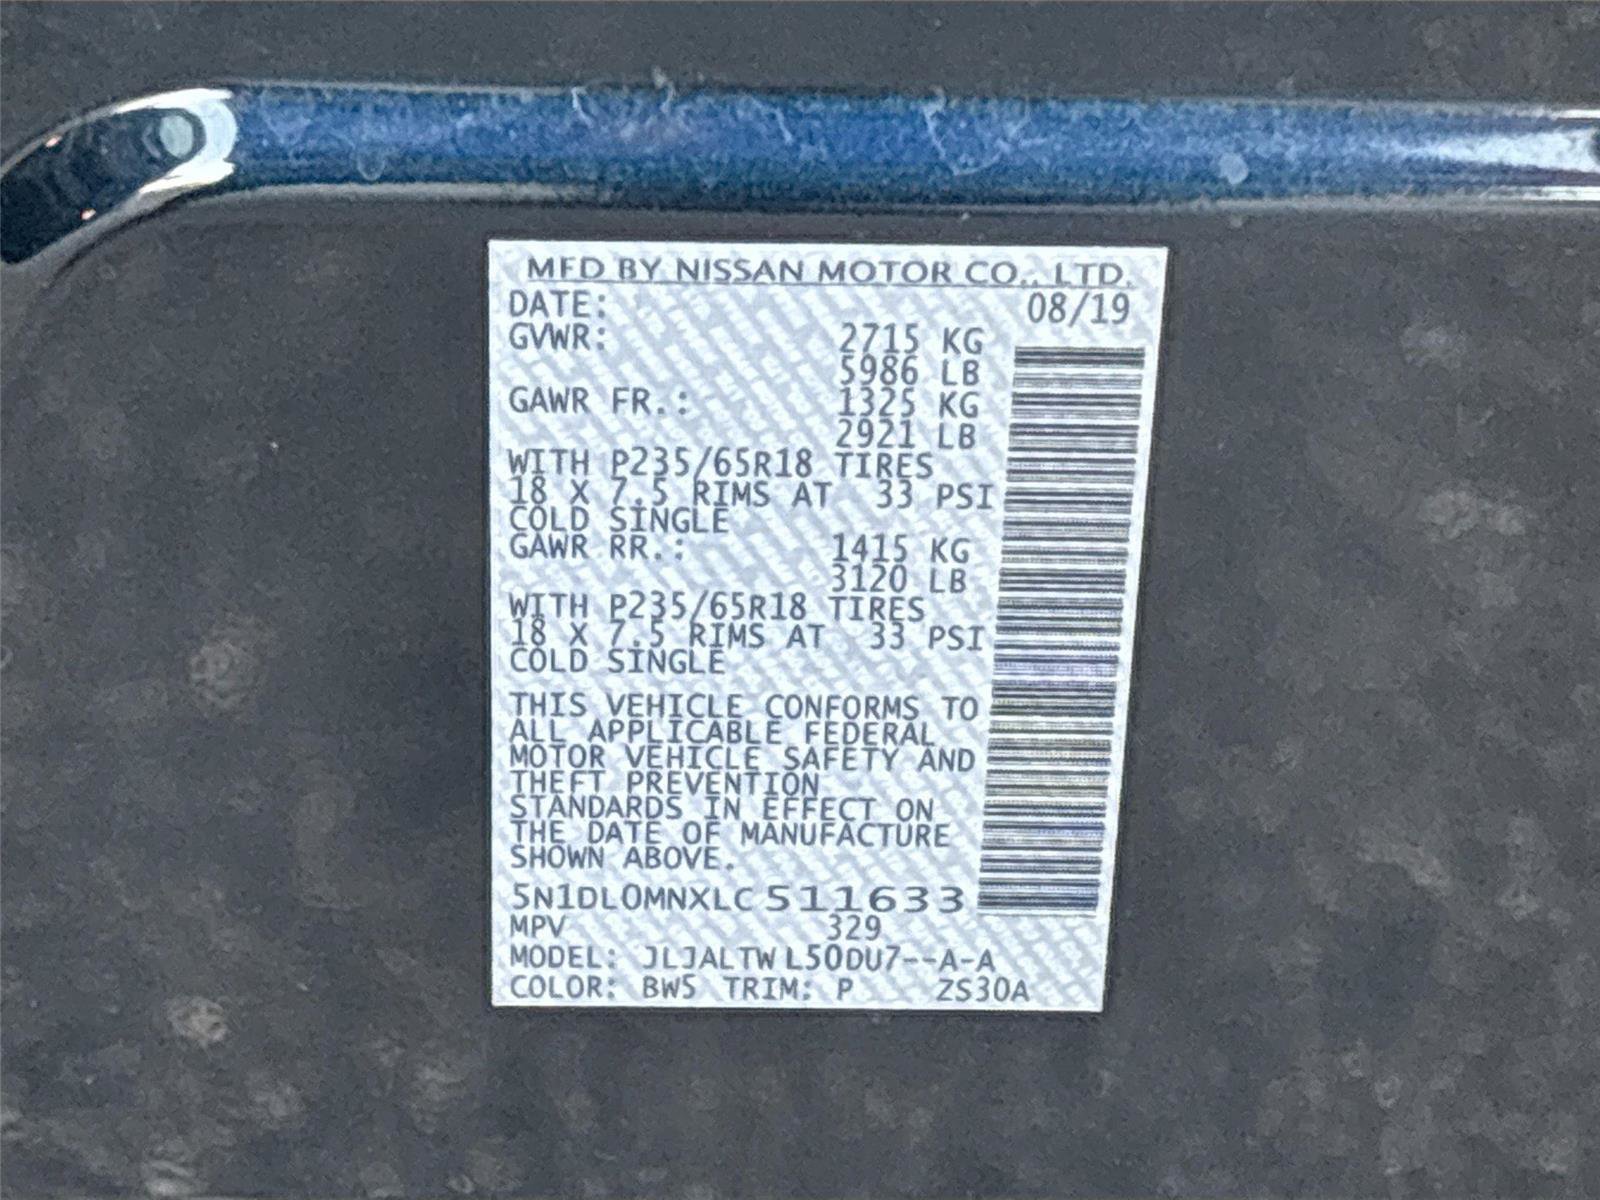 MFD BY NISSAN MOTOR CO., LTD.
DATE: 08/19
GVWR: 2715 KG
5986 LB
GAWR FR.: 1325 KG
2921 LB
WITH P235/65R18 TIRES
18 X 7.5 RIMS AT 33 PSI
COLD SINGLE
GAWR RR.: 1415 KG
3120 LB
WITH P235/65R18 TIRES
18 X 7.5 RIMS AT 33 PSI
COLD SINGLE
THIS VEHICLE CONFORMS TO
ALL APPLICABLE FEDERAL
MOTOR VEHICLE SAFETY AND
THEFT PREVENTION
STANDARDS IN EFFECT ON
THE DATE OF MANUFACTURE
SHOWN ABOVE.
5N1DL0MNXLC511633
MPV 329
MODEL: JLJALTWL50DU7--A-A
COLOR: BW5 TRIM: P ZS30A